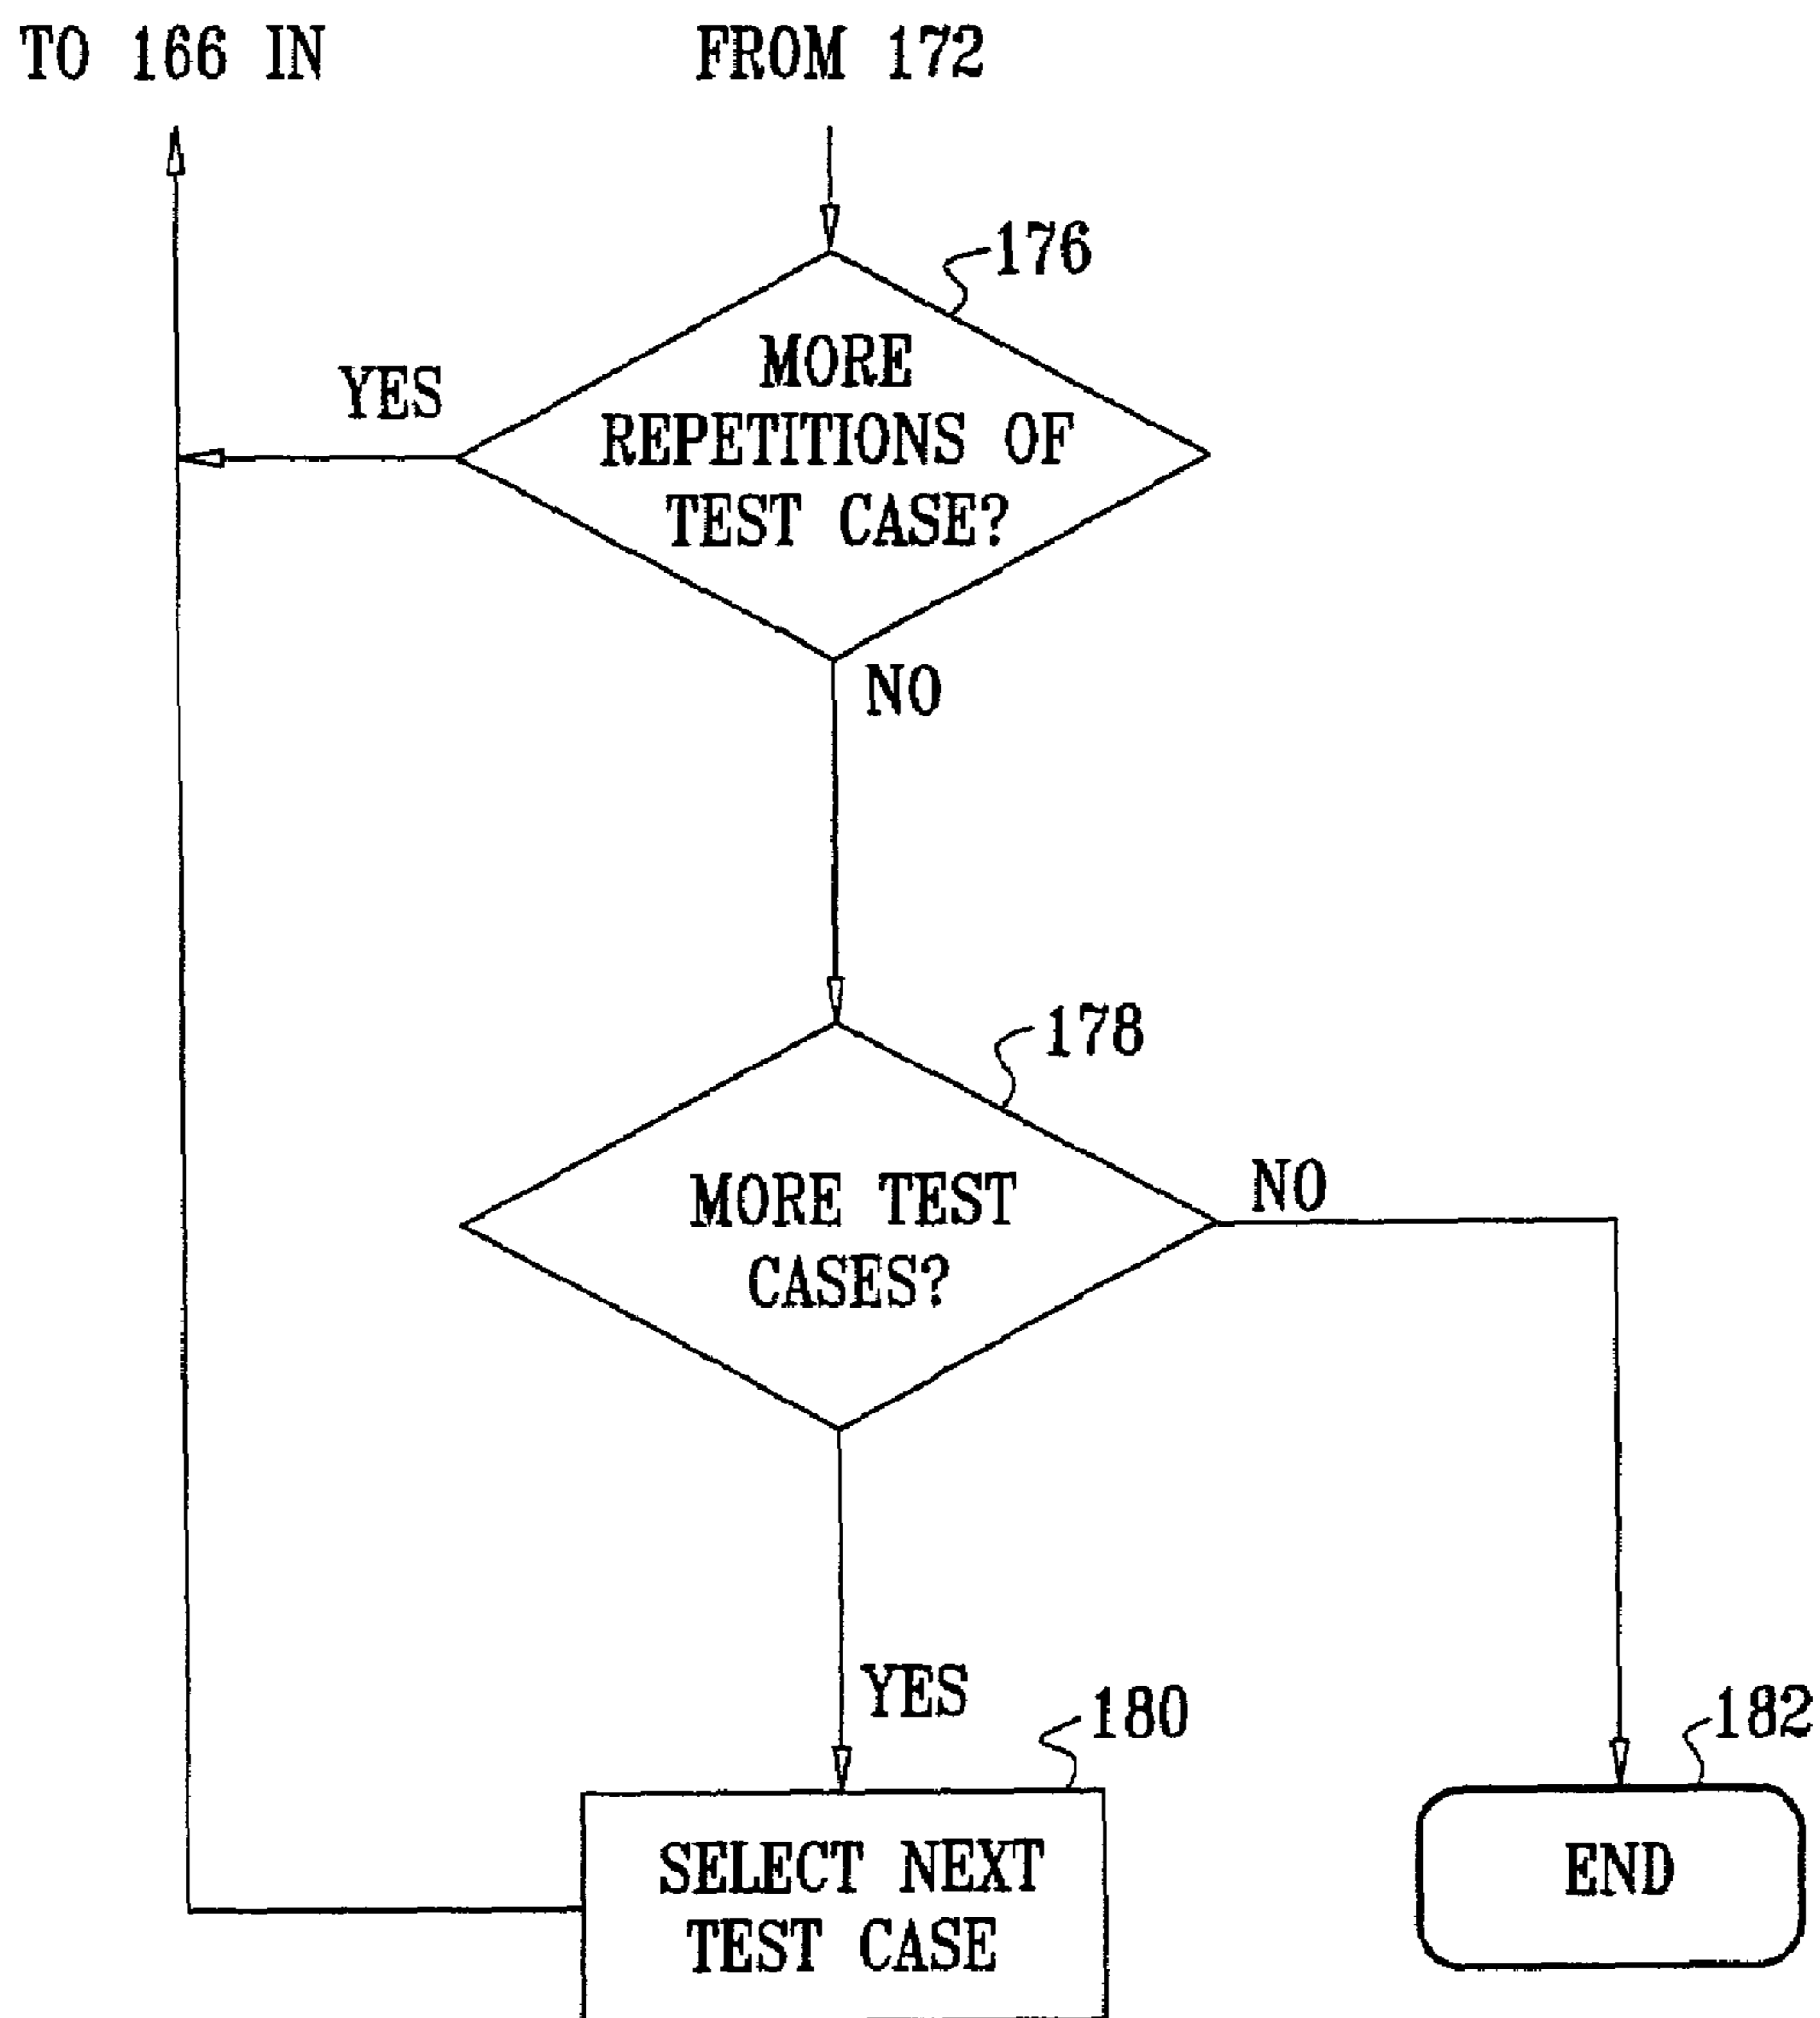 TO 166 IN
FROM 172
176
MORE
REPETITIONS OF
TEST CASE?
YES
NO
178
MORE TEST
CASES?
NO
YES
180
182
SELECT NEXT
TEST CASE
END